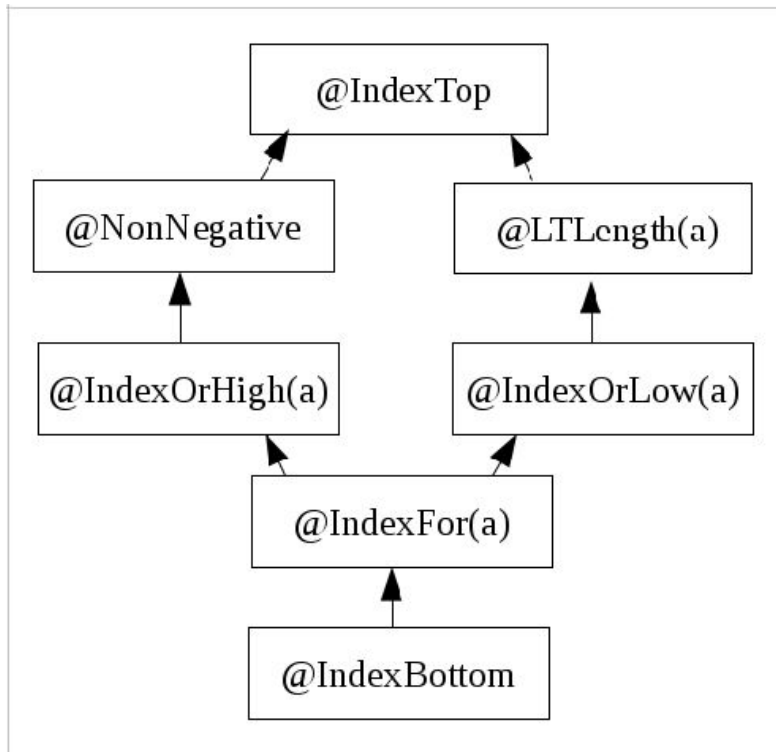 @IndexTop
@NonNegative
@LTLength(a)
@IndexOrHigh(a)
@IndexOrLow(a)
@IndexFor(a)
@IndexBottom